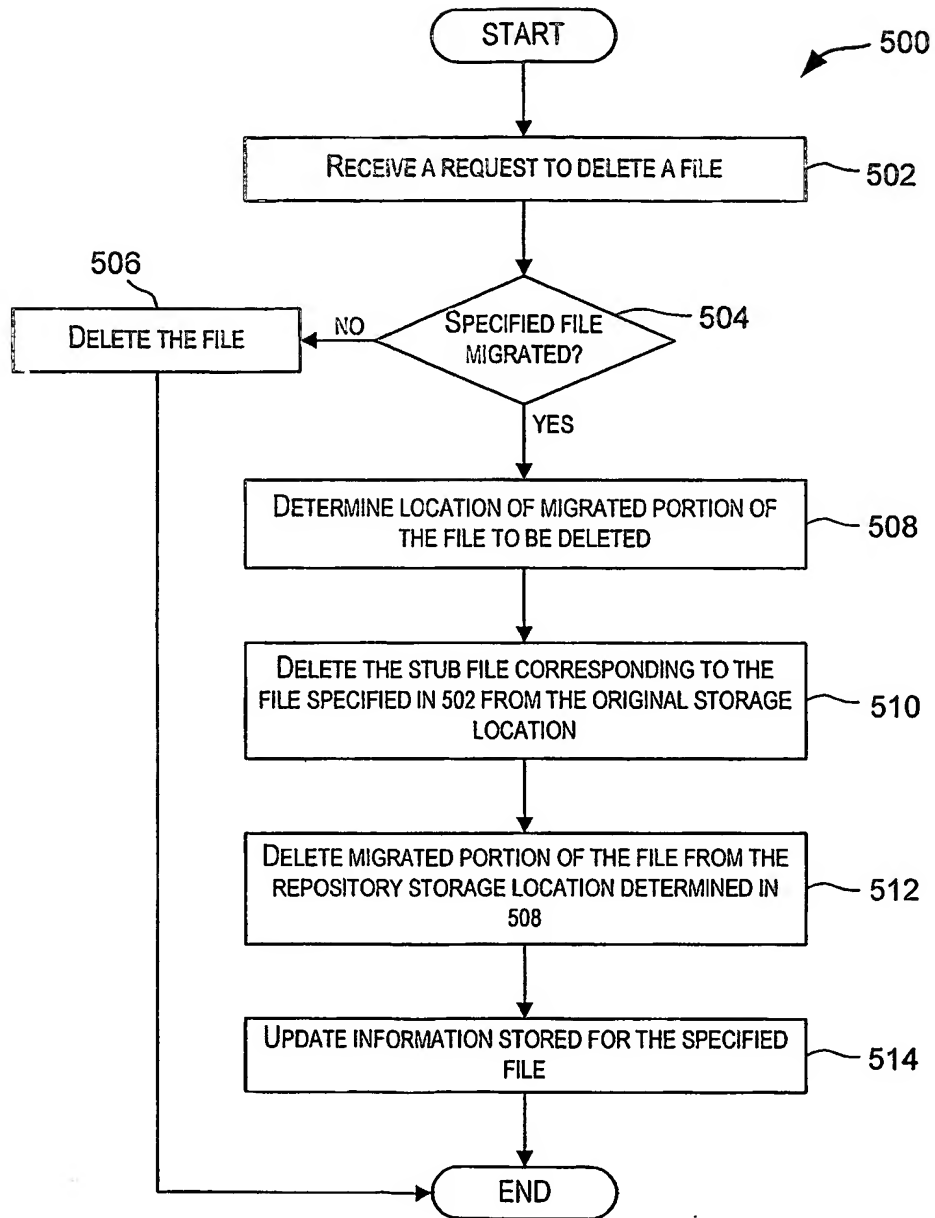 START
500
RECEIVE A REQUEST TO DELETE A FILE
502
506
DELETE THE FILE
NO
SPECIFIED FILE
MIGRATED?
504
YES
DETERMINE LOCATION OF MIGRATED PORTION OF
THE FILE TO BE DELETED
508
DELETE THE STUB FILE CORRESPONDING TO THE
FILE SPECIFIED IN 502 FROM THE ORIGINAL STORAGE
LOCATION
510
DELETE MIGRATED PORTION OF THE FILE FROM THE
REPOSITORY STORAGE LOCATION DETERMINED IN
508
512
UPDATE INFORMATION STORED FOR THE SPECIFIED
FILE
514
END